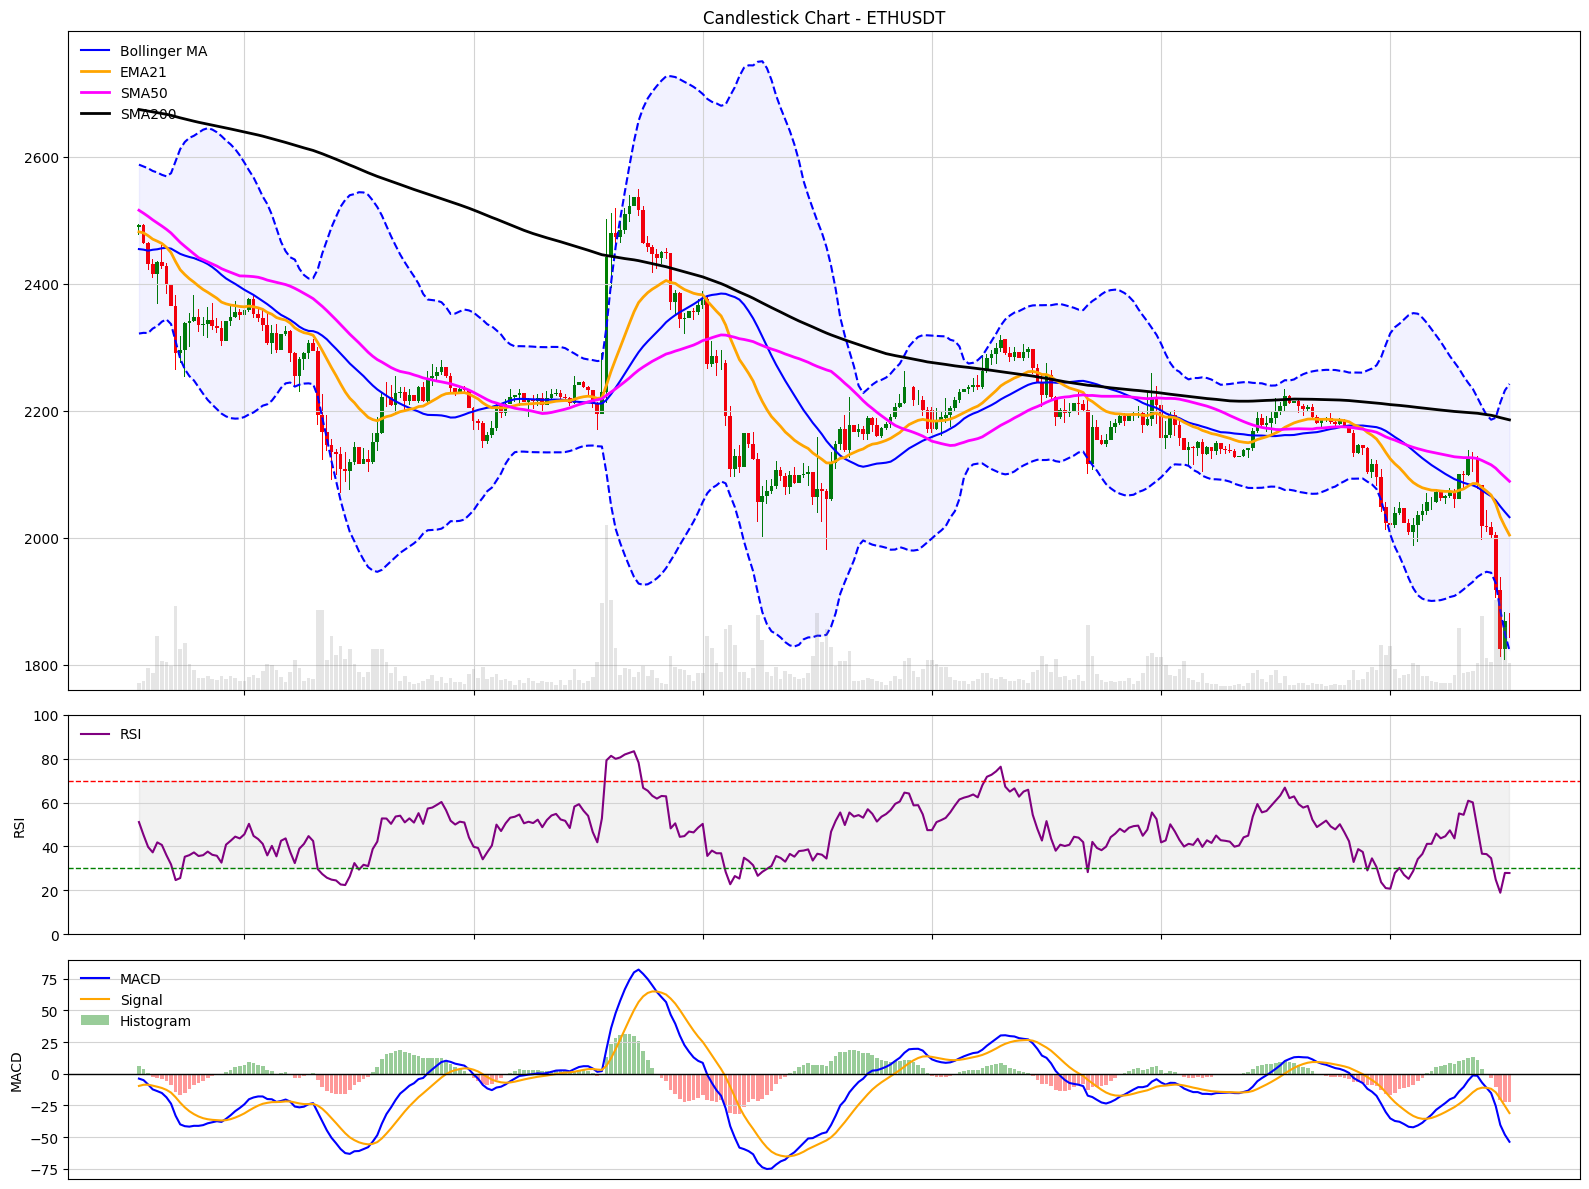 Candlestick Chart - ETHUSDT
Bollinger MA
EMA21
SMA50
SMA200
2600
2400
2200
2000
1800
RSI
100
80
60
40
20
0
RSI
MACD
Signal
Histogram
75
50
25
0
−25
−50
−75
MACD